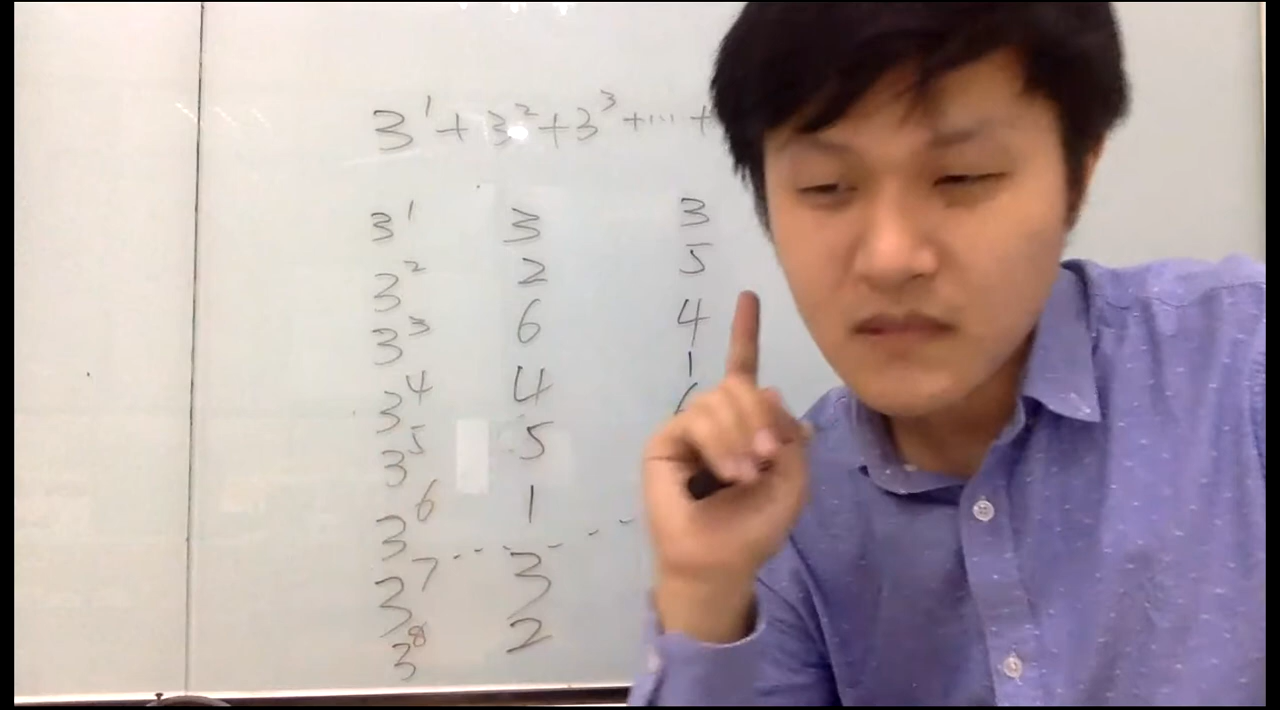 3¹ + 3² + 3³ + ... +
3¹ 3 3
3² 2 5
3³ 6 4
3⁴ 4 1
3⁵ 5
3⁶ 1
3⁷ 3
3⁸ 2